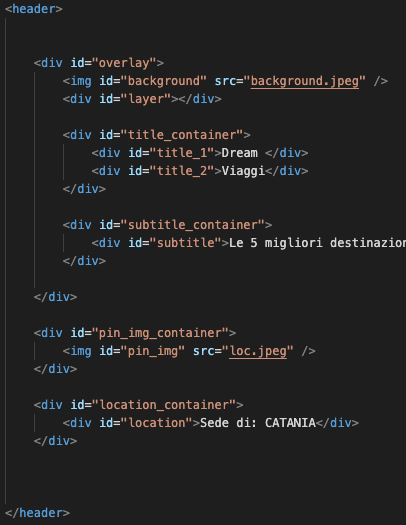 <header>
<div id="overlay">
<img id="background" src="background.jpeg" />
<div id="layer"></div>
<div id="title_container">
<div id="title_1">Dream </div>
<div id="title_2">Viaggi</div>
</div>
<div id="subtitle_container">
<div id="subtitle">Le 5 migliori
</div>
</div>
<div id="pin_img_container">
<img id="pin_img" src="loc.jpeg" />
</div>
<div id="location_container">
<div id="location">Sede di: CATANIA</div>
</div>
</header>